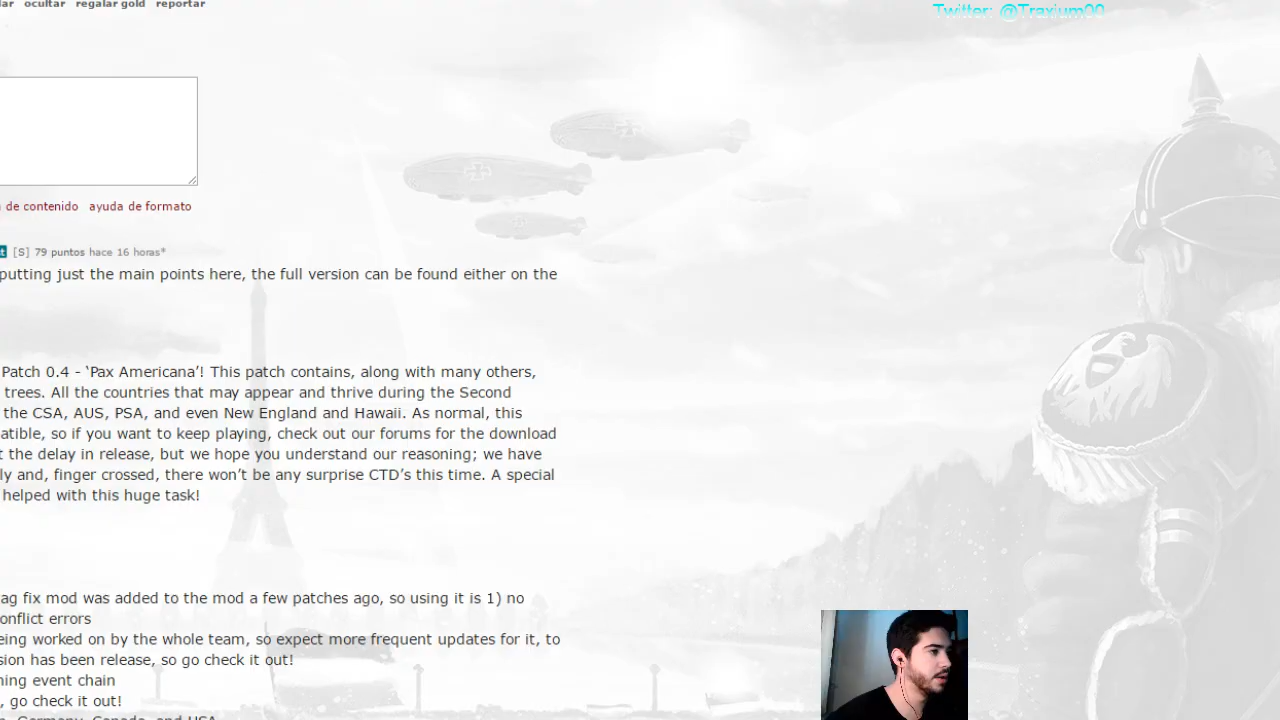 ocultar regalar gold reportar
Twitter: @Traxium00
de contenido ayuda de formato
[S] 79 puntos hace 16 horas*
putting just the main points here, the full version can be found either on the
Patch 0.4 - ‘Pax Americana’! This patch contains, along with many others,
trees. All the countries that may appear and thrive during the Second
the CSA, AUS, PSA, and even New England and Hawaii. As normal, this
atible, so if you want to keep playing, check out our forums for the download
t the delay in release, but we hope you understand our reasoning; we have
ly and, finger crossed, there won’t be any surprise CTD’s this time. A special
helped with this huge task!
ag fix mod was added to the mod a few patches ago, so using it is 1) no
onflict errors
eing worked on by the whole team, so expect more frequent updates for it, to
sion has been release, so go check it out!
ning event chain
, go check it out!
Germany, Canada, and USA